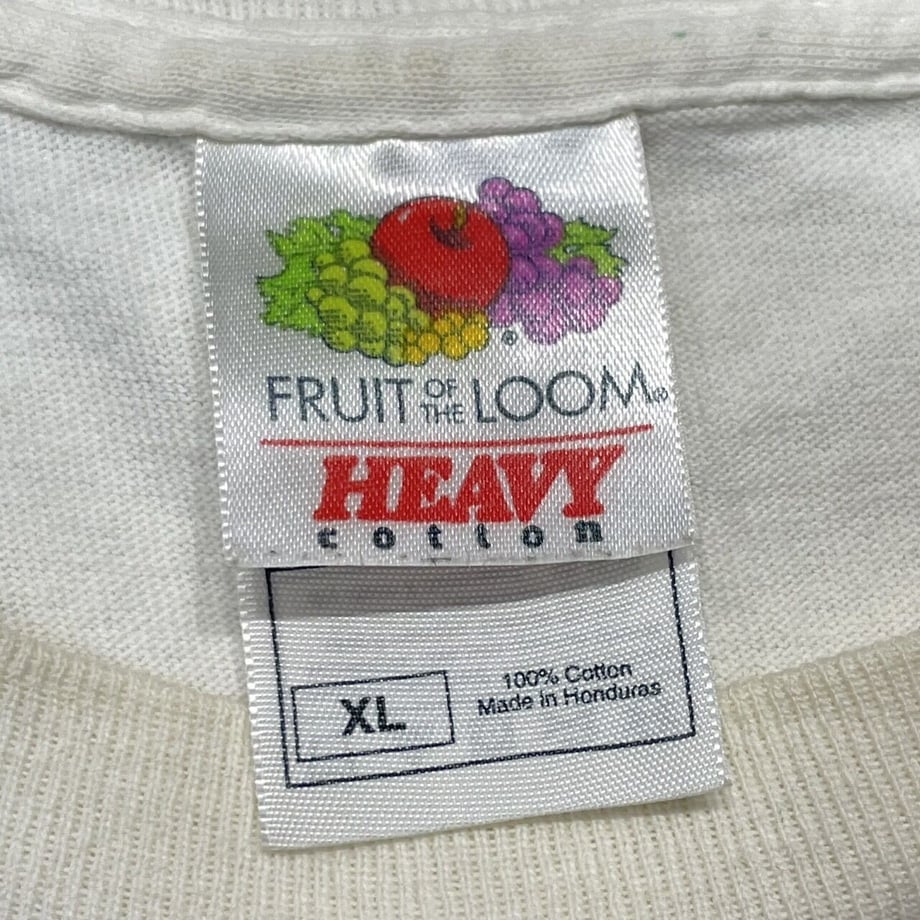 ®
FRUIT OF THE LOOM®
HEAVY
cotton
XL
100% Cotton
Made in Honduras